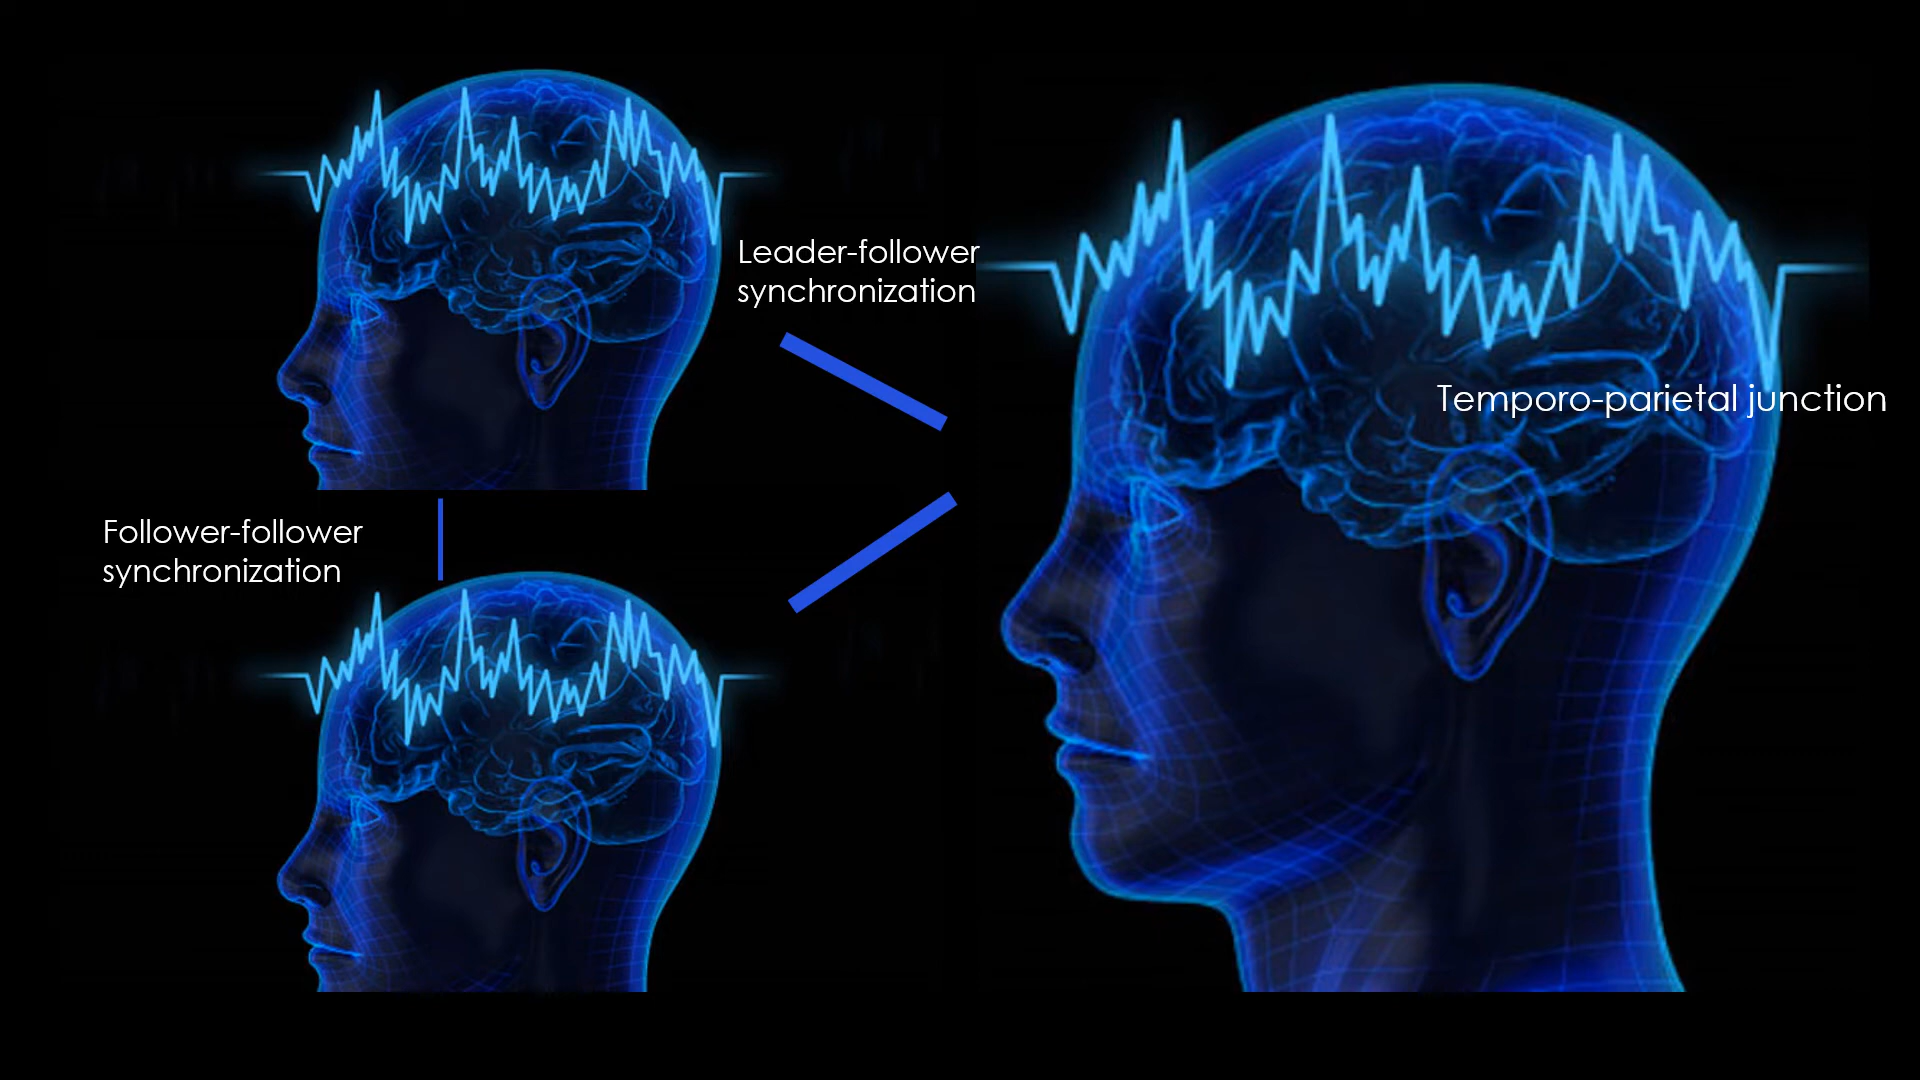 Leader-follower
synchronization
Temporo-parietal junction
Follower-follower
synchronization